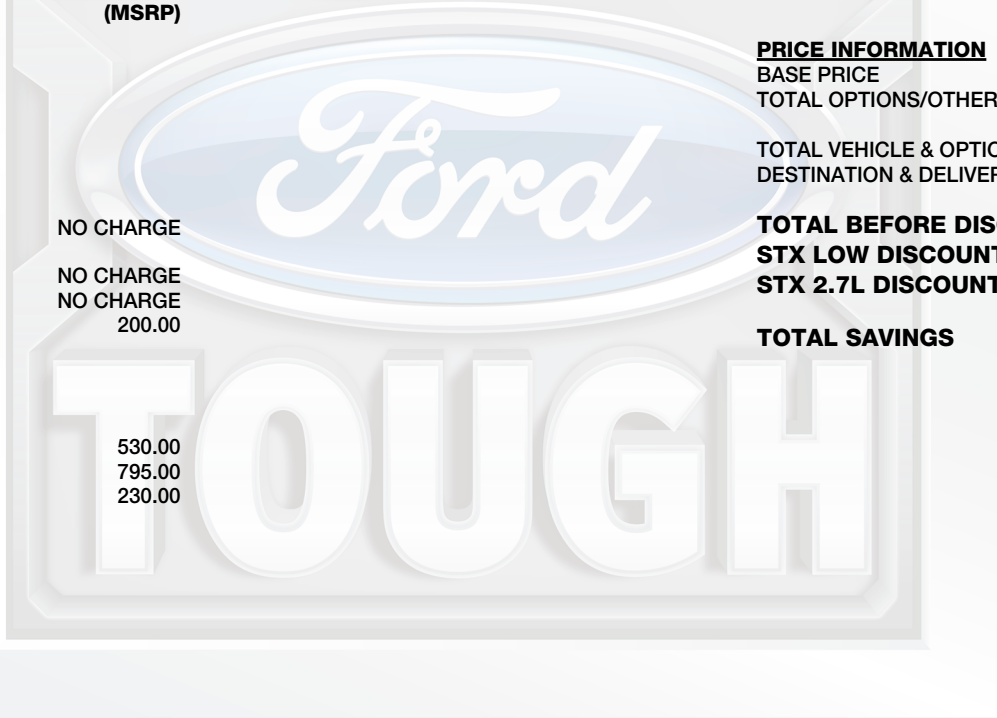 (MSRP)
NO CHARGE
NO CHARGE
NO CHARGE
200.00
530.00
795.00
230.00
PRICE INFORMATION
BASE PRICE
TOTAL OPTIONS/OTHER
TOTAL VEHICLE & OPTIO
DESTINATION & DELIVER
TOTAL BEFORE DIS
STX LOW DISCOUNT
STX 2.7L DISCOUNT
TOTAL SAVINGS
Ford
TOUGH